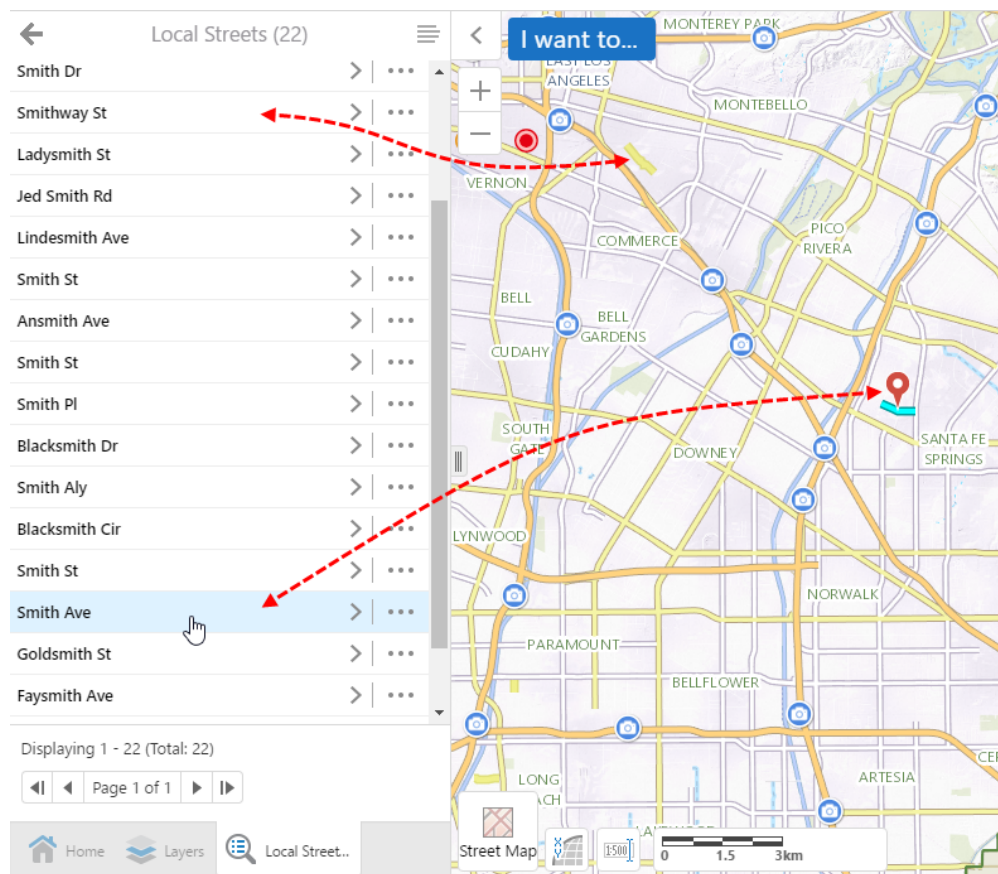 Local Streets (22)
Smith Dr
Smithway St
Ladysmith St
Jed Smith Rd
Lindesmith Ave
Smith St
Ansmith Ave
Smith St
Smith Pl
Blacksmith Dr
Smith Aly
Blacksmith Cir
Smith St
Smith Ave
Goldsmith St
Faysmith Ave
Displaying 1 - 22 (Total: 22)
Page 1 of 1
Home
Layers
Local Street...
I want to...
MONTEREY PARK
EAST LOS
ANGELES
MONTEBELLO
VERNON
PICO
RIVERA
COMMERCE
BELL
BELL
GARDENS
CUDAHY
SOUTH
GATE
DOWNEY
SANTA FE
SPRINGS
LYNWOOD
NORWALK
PARAMOUNT
BELLFLOWER
ARTESIA
LONG
Street Map
X Y
1:500
0 1.5 3km